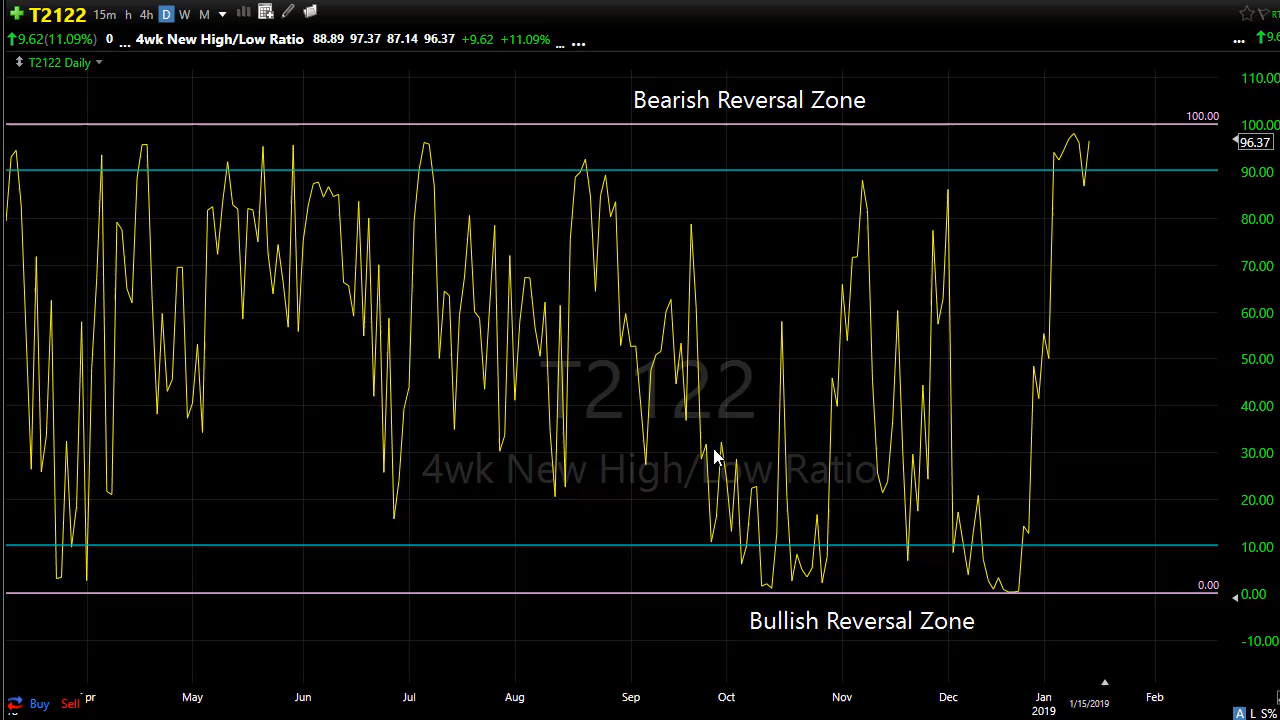 T2122 15m h 4h D W M
9.62(11.09%) 0 ... 4wk New High/Low Ratio 88.89 97.37 87.14 96.37 +9.62 +11.09% ... ...
... 9.6
T2122 Daily
110.00
Bearish Reversal Zone
100.00
100.00
96.37
90.00
80.00
70.00
60.00
50.00
T2122
40.00
30.00
4wk New High/Low Ratio
20.00
10.00
0.00
0.00
Bullish Reversal Zone
-10.00
Buy Sell
pr May Jun Jul Aug Sep Oct Nov Dec Jan Feb
2019 1/15/2019
A L S%